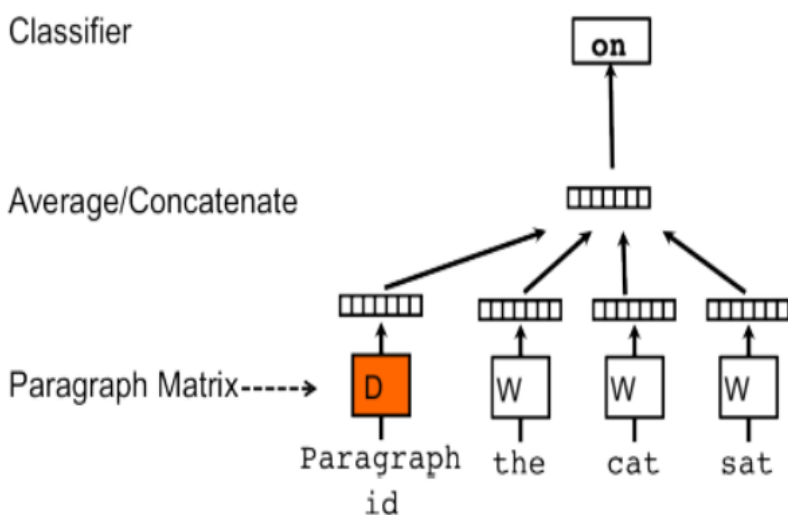 Classifier
on
Average/Concatenate
Paragraph Matrix
D
W
W
W
Paragraph
id
the
cat
sat